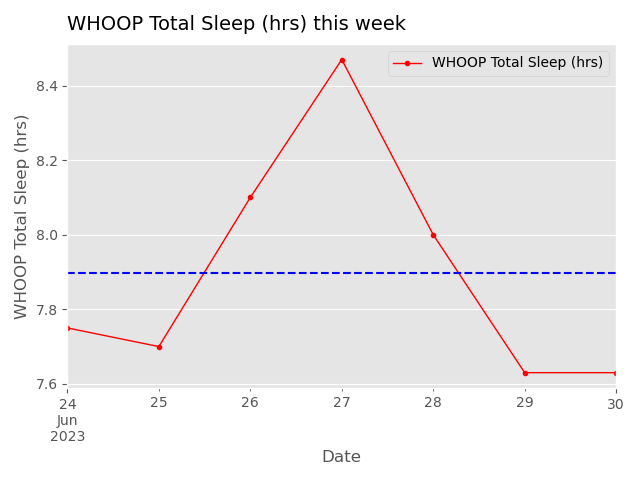 WHOOP Total Sleep (hrs) this week
WHOOP Total Sleep (hrs)
WHOOP Total Sleep (hrs)
8.4
8.2
8.0
7.8
7.6
24 25 26 27 28 29 30
Jun
2023
Date